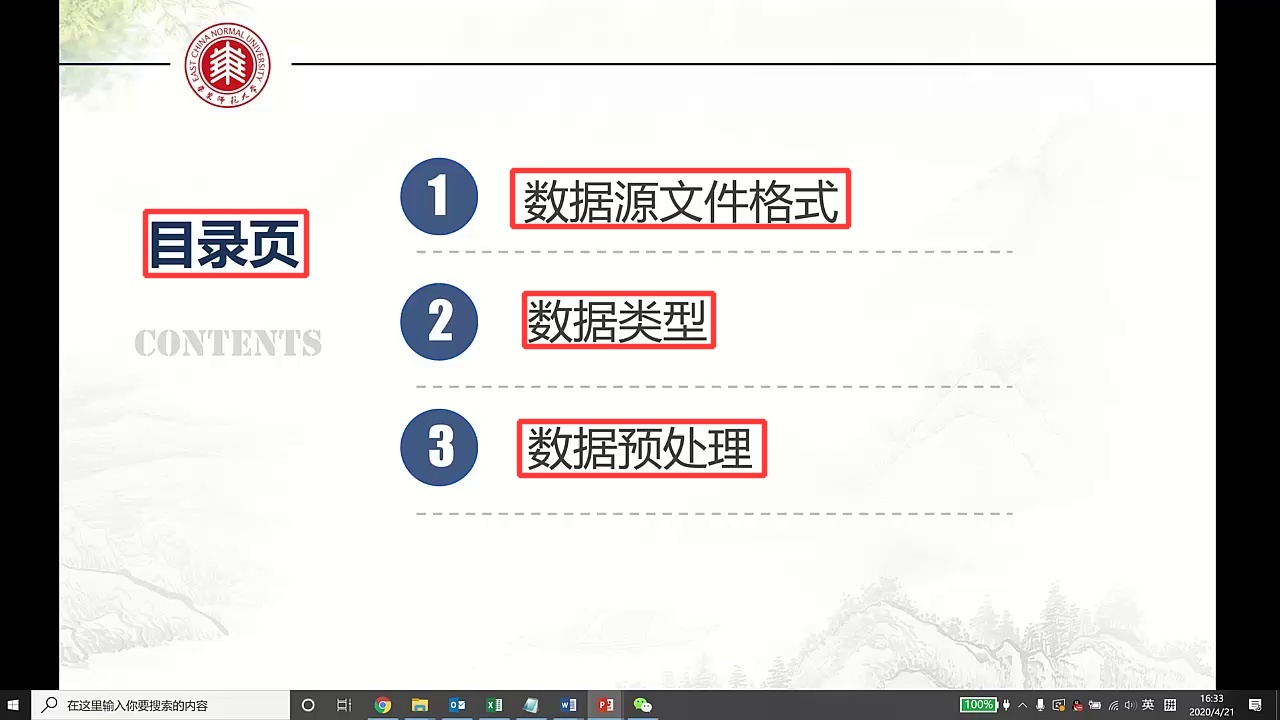 EAST CHINA NORMAL UNIVERSITY
華東师范大学
目录页
CONTENTS
1 数据源文件格式
2 数据类型
3 数据预处理
在这里输入你要搜索的内容
100%
英
16:33
2020/4/21